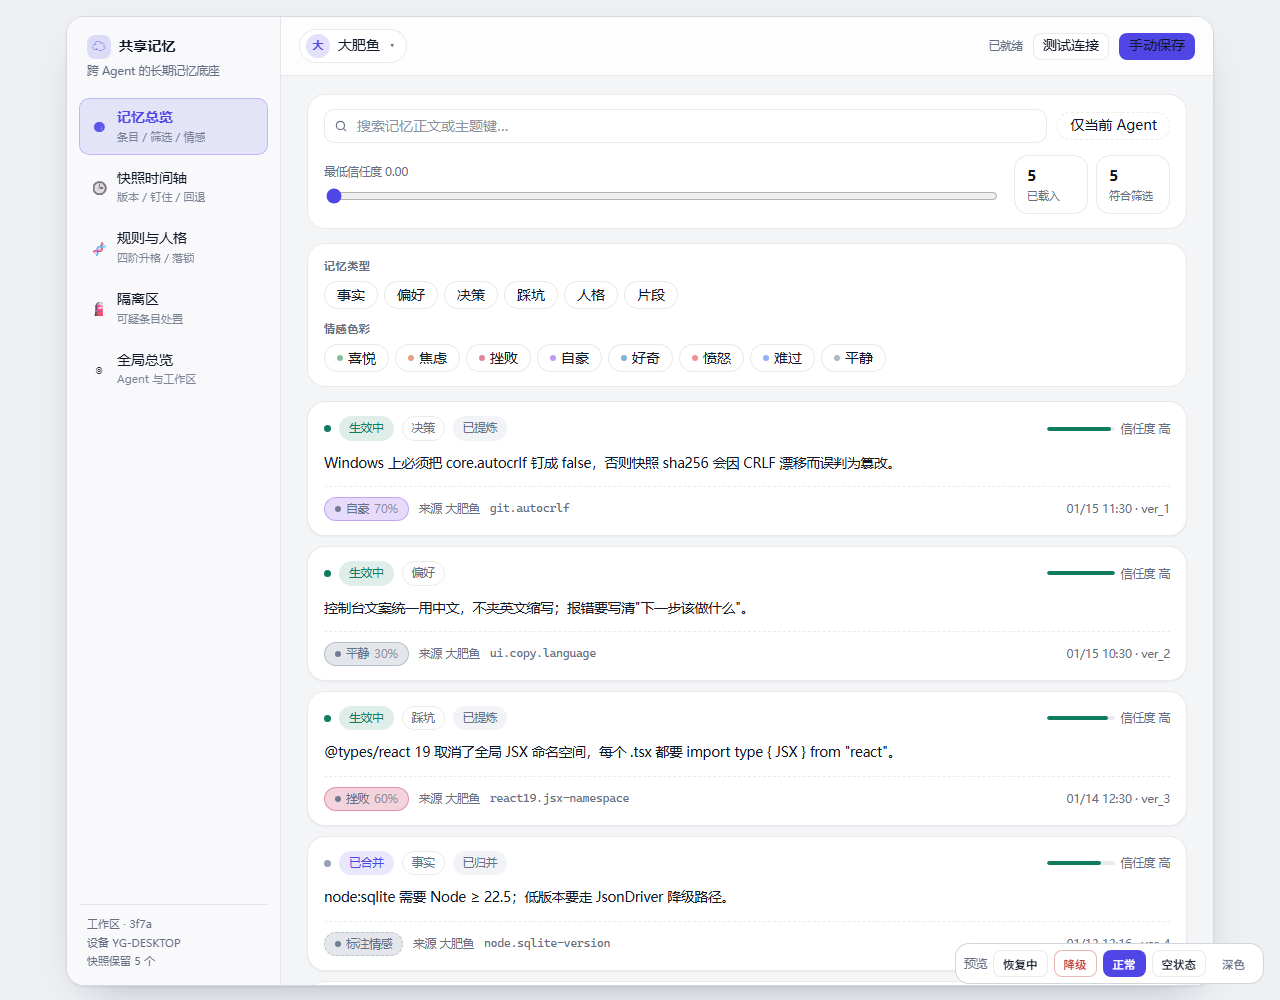 共享记忆
跨 Agent 的长期记忆底座
记忆总览
条目 / 筛选 / 情感
快照时间轴
版本 / 钉住 / 回退
规则与人格
四阶升格 / 落锁
隔离区
可疑条目处置
全局总览
Agent 与工作区
工作区 · 3f7a
设备 YG-DESKTOP
快照保留 5 个
大 大肥鱼
已就绪 测试连接 手动保存
搜索记忆正文或主题键... 仅当前 Agent
最低信任度 0.00
5 已载入
5 符合筛选
记忆类型
事实 偏好 决策 踩坑 人格 片段
情感色彩
喜悦 焦虑 挫败 自豪 好奇 愤怒 难过 平静
生效中 决策 已提炼 信任度 高
Windows 上必须把 core.autocrlf 钉成 false，否则快照 sha256 会因 CRLF 漂移而误判为篡改。
自豪 70% 来源 大肥鱼 git.autocrlf 01/15 11:30 · ver_1
生效中 偏好 信任度 高
控制台文案统一用中文，不夹英文缩写；报错要写清"下一步该做什么"。
平静 30% 来源 大肥鱼 ui.copy.language 01/15 10:30 · ver_2
生效中 踩坑 已提炼 信任度 高
@types/react 19 取消了全局 JSX 命名空间，每个 .tsx 都要 import type { JSX } from "react"。
挫败 60% 来源 大肥鱼 react19.jsx-namespace 01/14 12:30 · ver_3
已合并 事实 已归并 信任度 高
node:sqlite 需要 Node ≥ 22.5；低版本要走 JsonDriver 降级路径。
标注情感 来源 大肥鱼 node.sqlite-version
预览 恢复中 降级 正常 空状态 深色